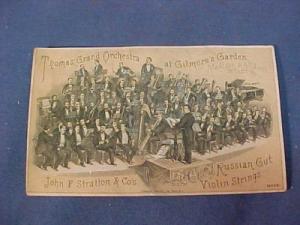 Thomas' Grand Orchestra at Gilmore's Garden
John F Stratton & Co's Russian Gut
Violin Strings